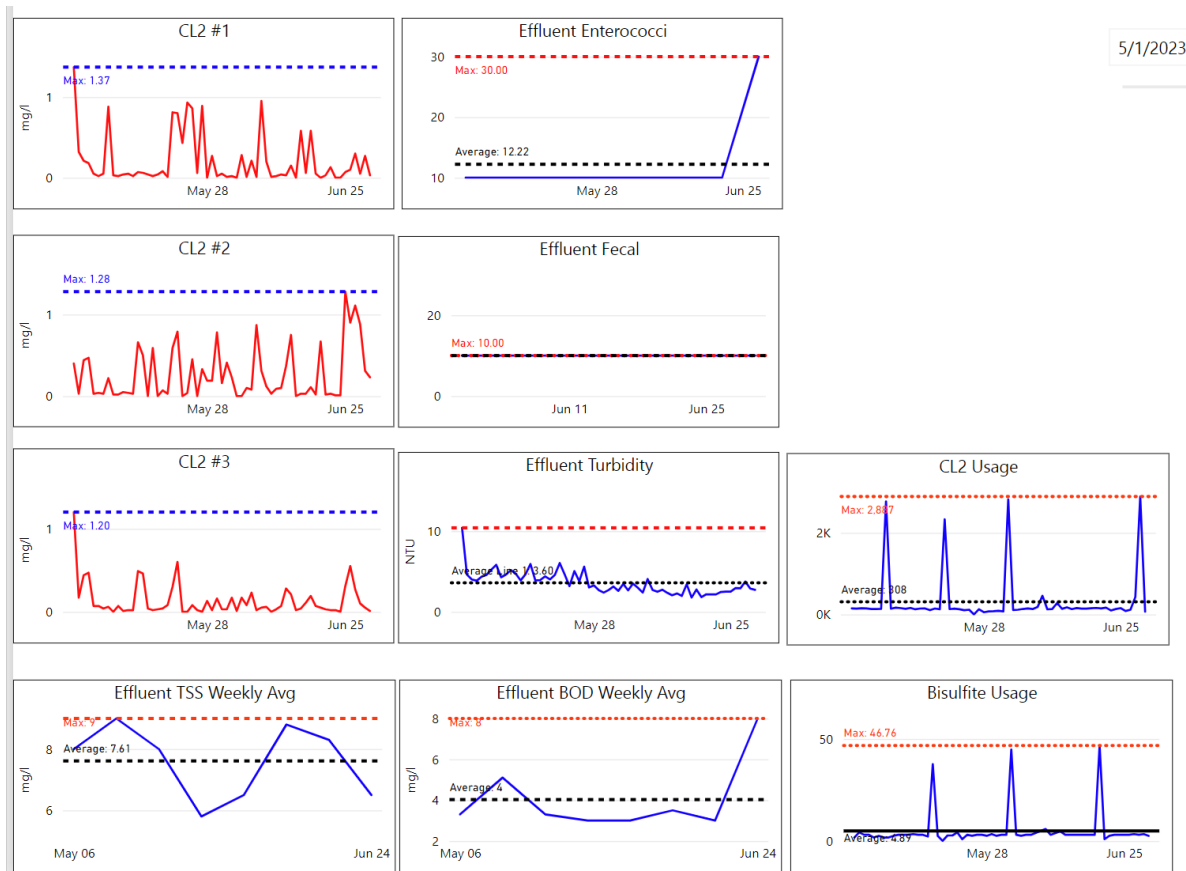 CL2 #1
Max: 1.37
1
0
mg/l
May 28
Jun 25
Effluent Enterococci
30
Max: 30.00
20
Average: 12.22
10
May 28
Jun 25
5/1/2023
CL2 #2
Max: 1.28
1
0
mg/l
May 28
Jun 25
Effluent Fecal
20
Max: 10.00
0
Jun 11
Jun 25
CL2 #3
Max: 1.20
1
0
mg/l
May 28
Jun 25
Effluent Turbidity
10
NTU
Average Line 1: 3.60
0
May 28
Jun 25
CL2 Usage
Max: 2.887
2K
Average: 308
0K
May 28
Jun 25
Effluent TSS Weekly Avg
Max: 9
8
Average: 7.61
6
mg/l
May 06
Jun 24
Effluent BOD Weekly Avg
8
Max: 8
6
Average: 4
4
2
mg/l
May 06
Jun 24
Bisulfite Usage
Max: 46.76
50
0
Average: 4.89
May 28
Jun 25